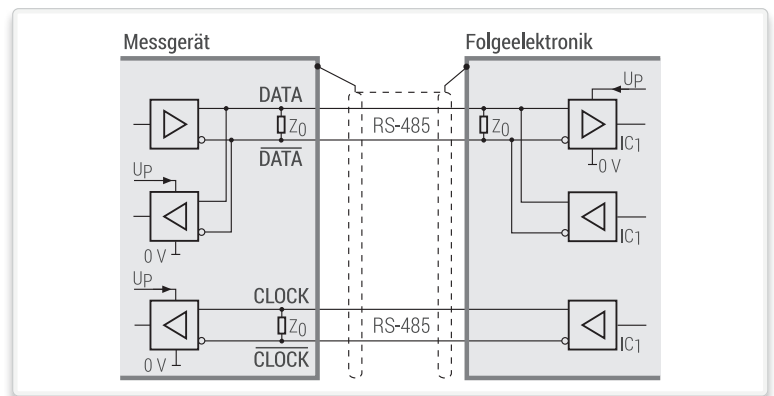 Messgerät
Folgeelektronik
DATA
Z0
DATA
RS-485
Z0
UP
IC1
0 V
UP
0 V
IC1
UP
CLOCK
Z0
CLOCK
0 V
RS-485
IC1